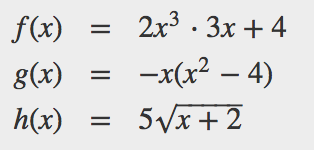 f(x) = 2x³ · 3x + 4
g(x) = −x(x² − 4)
h(x) = 5√(x + 2)